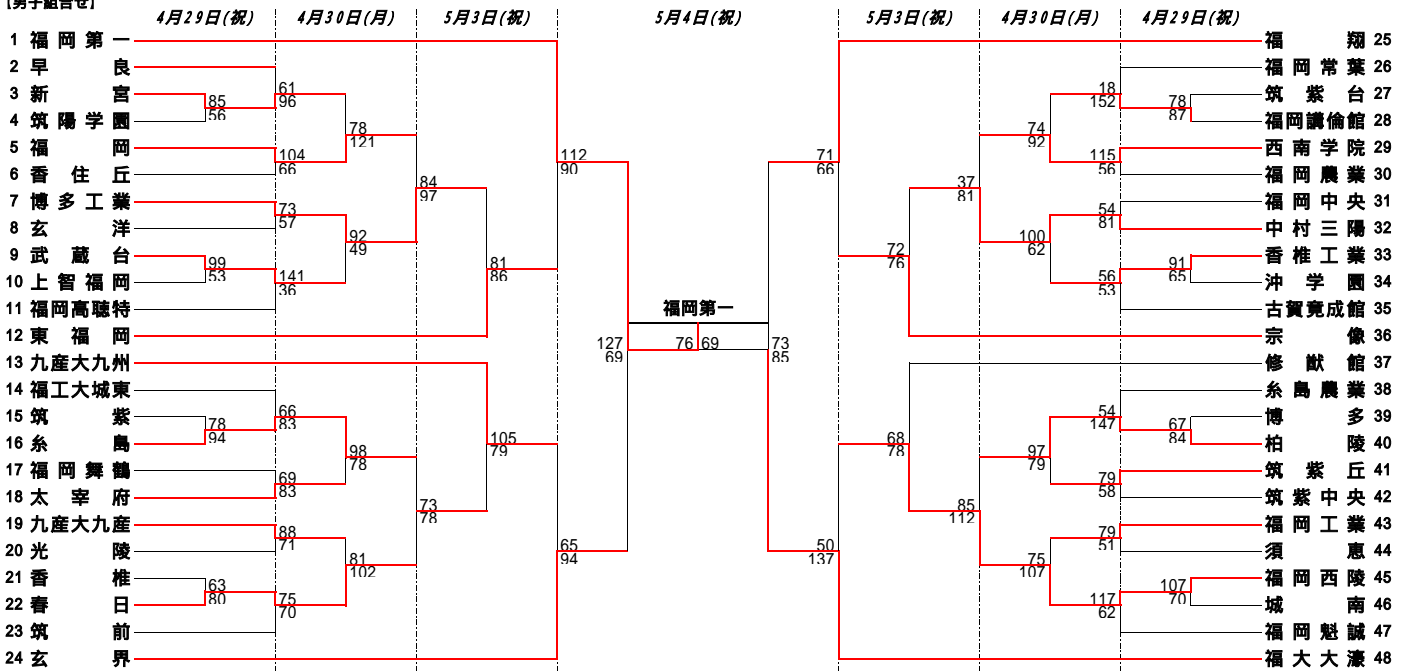 【男子組合せ】
4月29日(祝) 4月30日(月) 5月3日(祝) 5月4日(祝) 5月3日(祝) 4月30日(月) 4月29日(祝)
1 福岡第一
2 早良
3 新宮
4 筑陽学園
5 福岡
6 香住丘
7 博多工業
8 玄洋
9 武蔵台
10 上智福岡
11 福岡高聴特
12 東福岡
13 九産大九州
14 福工大城東
15 筑紫
16 糸島
17 福岡舞鶴
18 太宰府
19 九産大九産
20 光陵
21 香椎
22 春日
23 筑前
24 玄界
85
56
99
53
78
94
63
80
61
96
104
66
73
57
141
36
66
83
69
83
88
71
75
70
78
121
92
49
98
78
81
102
84
97
73
78
81
86
105
79
112
90
65
94
127
69
福岡第一
76 69
73
85
71
66
50
137
72
76
68
78
37
81
85
112
74
92
100
62
97
79
75
107
18
152
115
56
54
81
56
53
54
147
79
58
79
51
117
62
78
87
91
65
67
84
107
70
福翔 25
福岡常葉 26
筑紫台 27
福岡講倫館 28
西南学院 29
福岡農業 30
福岡中央 31
中村三陽 32
香椎工業 33
沖学園 34
古賀竟成館 35
宗像 36
修猷館 37
糸島農業 38
博多 39
柏陵 40
筑紫丘 41
筑紫中央 42
福岡工業 43
須恵 44
福岡西陵 45
城南 46
福岡魁誠 47
福大大濠 48